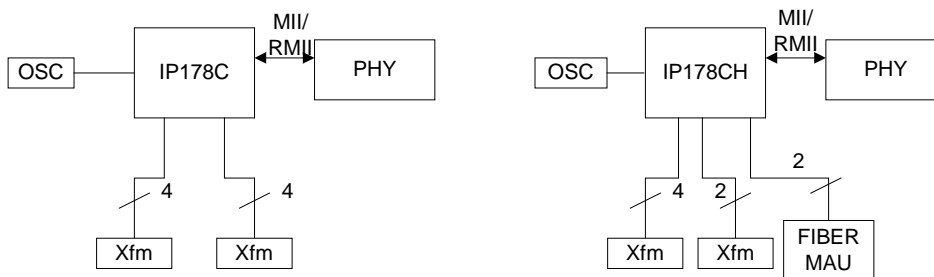 MII/
RMII
OSC
IP178C
PHY
4
4
Xfm
Xfm
MII/
RMII
OSC
IP178CH
PHY
2
4
2
Xfm
Xfm
FIBER
MAU